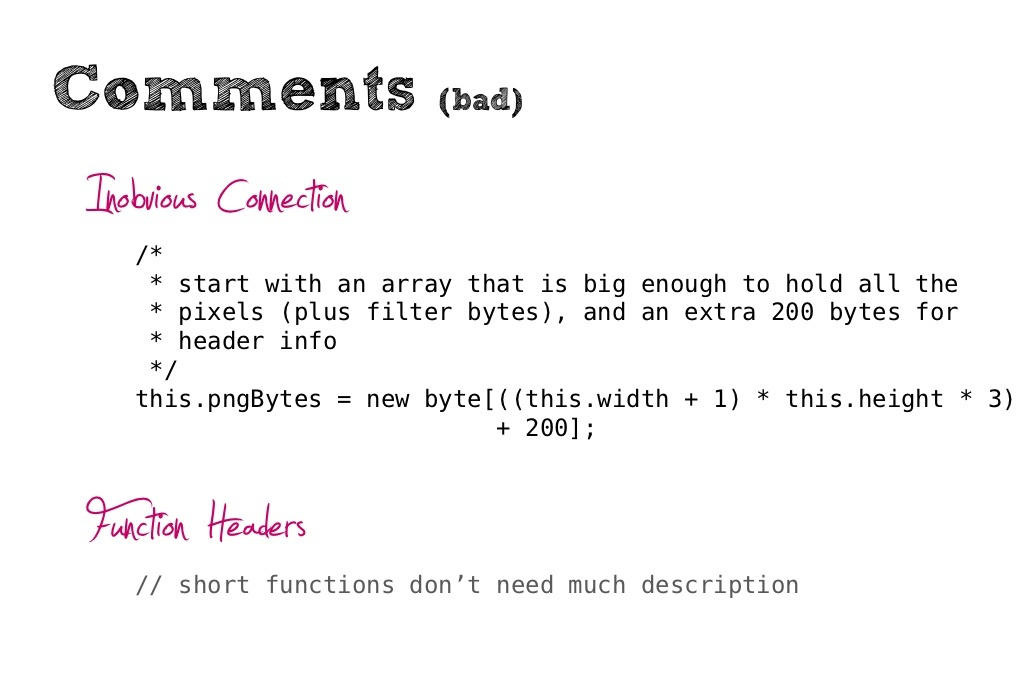 Comments (bad)
Inobvious Connection
/*
 * start with an array that is big enough to hold all the
 * pixels (plus filter bytes), and an extra 200 bytes for
 * header info
 */
this.pngBytes = new byte[((this.width + 1) * this.height * 3)
+ 200];
Function Headers
// short functions don’t need much description